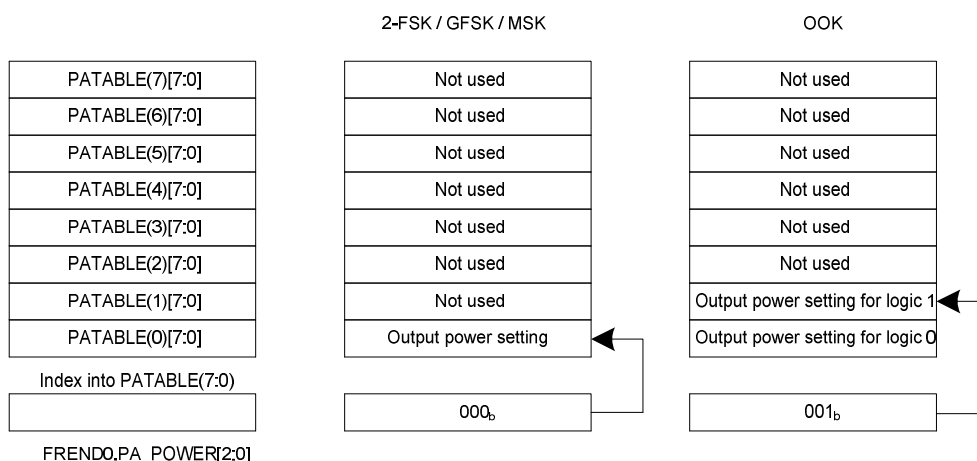 2-FSK / GFSK / MSK
OOK
PATABLE(7)[7:0]
Not used
Not used
PATABLE(6)[7:0]
Not used
Not used
PATABLE(5)[7:0]
Not used
Not used
PATABLE(4)[7:0]
Not used
Not used
PATABLE(3)[7:0]
Not used
Not used
PATABLE(2)[7:0]
Not used
Not used
PATABLE(1)[7:0]
Not used
Output power setting for logic 1
PATABLE(0)[7:0]
Output power setting
Output power setting for logic 0
Index into PATABLE(7:0)
000b
001b
FREND0.PA_POWER[2:0]